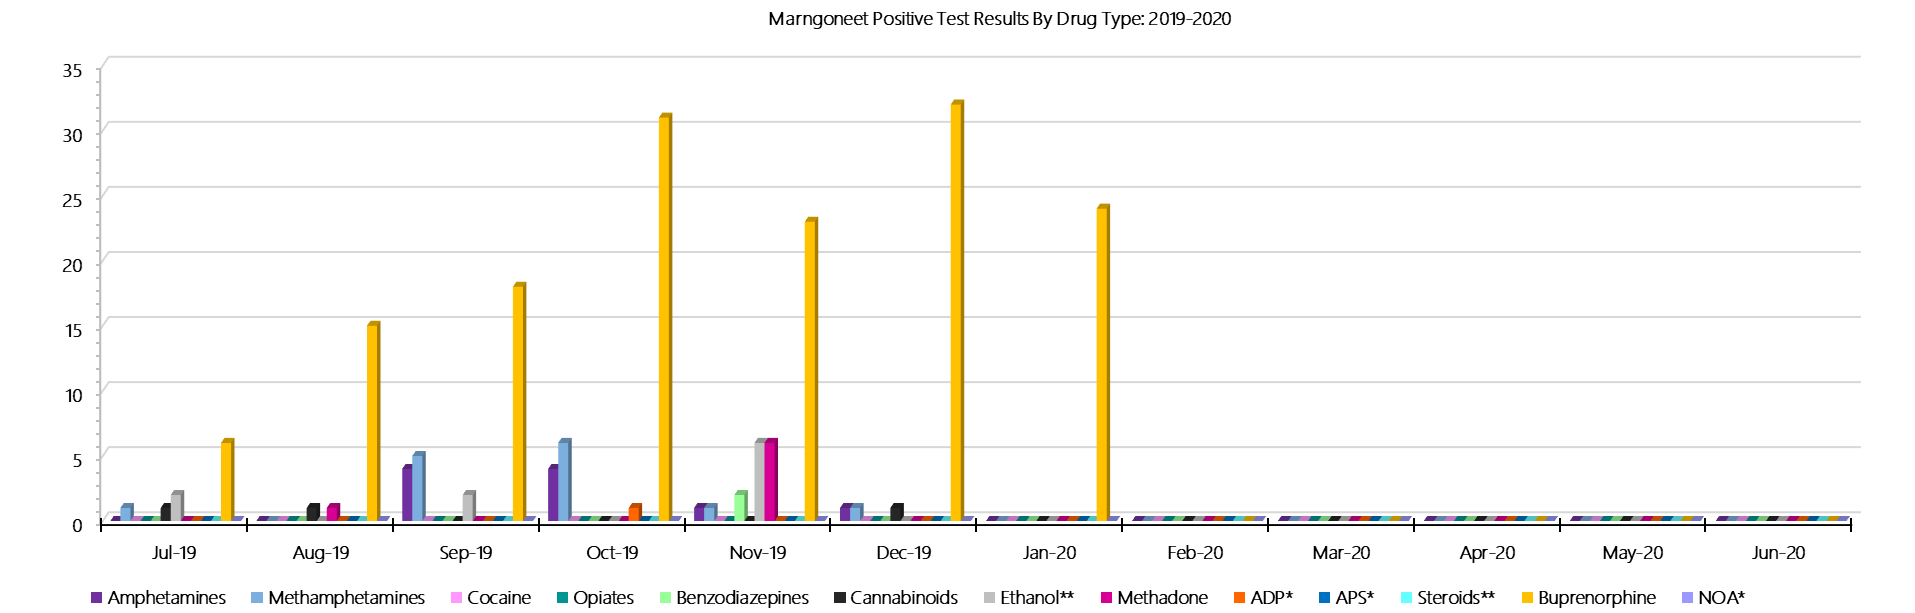 Marngoneet Positive Test Results By Drug Type: 2019-2020
35
30
25
20
15
10
5
0
Jul-19 Aug-19 Sep-19 Oct-19 Nov-19 Dec-19 Jan-20 Feb-20 Mar-20 Apr-20 May-20 Jun-20
Amphetamines Methamphetamines Cocaine Opiates Benzodiazepines Cannabinoids Ethanol** Methadone ADP* APS* Steroids** Buprenorphine NOA*